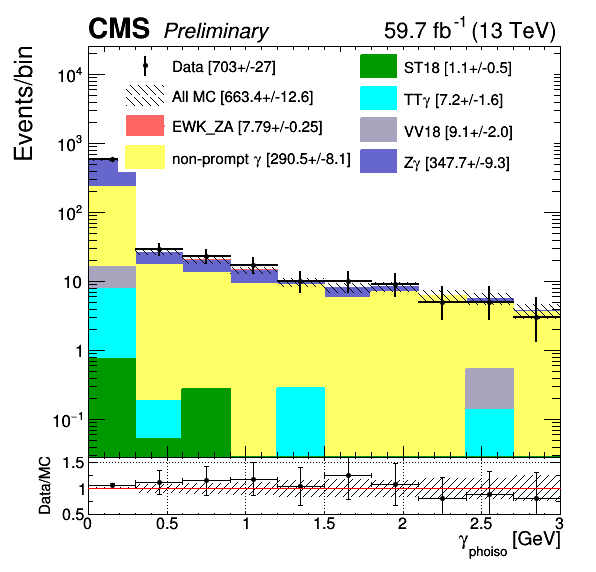 CMS Preliminary 59.7 fb⁻¹ (13 TeV)
Events/bin
10⁴
10³
10²
10
1
10⁻¹
Data [703+/-27]
All MC [663.4+/-12.6]
EWK_ZA [7.79+/-0.25]
non-prompt γ [290.5+/-8.1]
ST18 [1.1+/-0.5]
TTγ [7.2+/-1.6]
VV18 [9.1+/-2.0]
Zγ [347.7+/-9.3]
Data/MC
1.5
1
0.5
0 0.5 1 1.5 2 2.5 3
γphoiso [GeV]